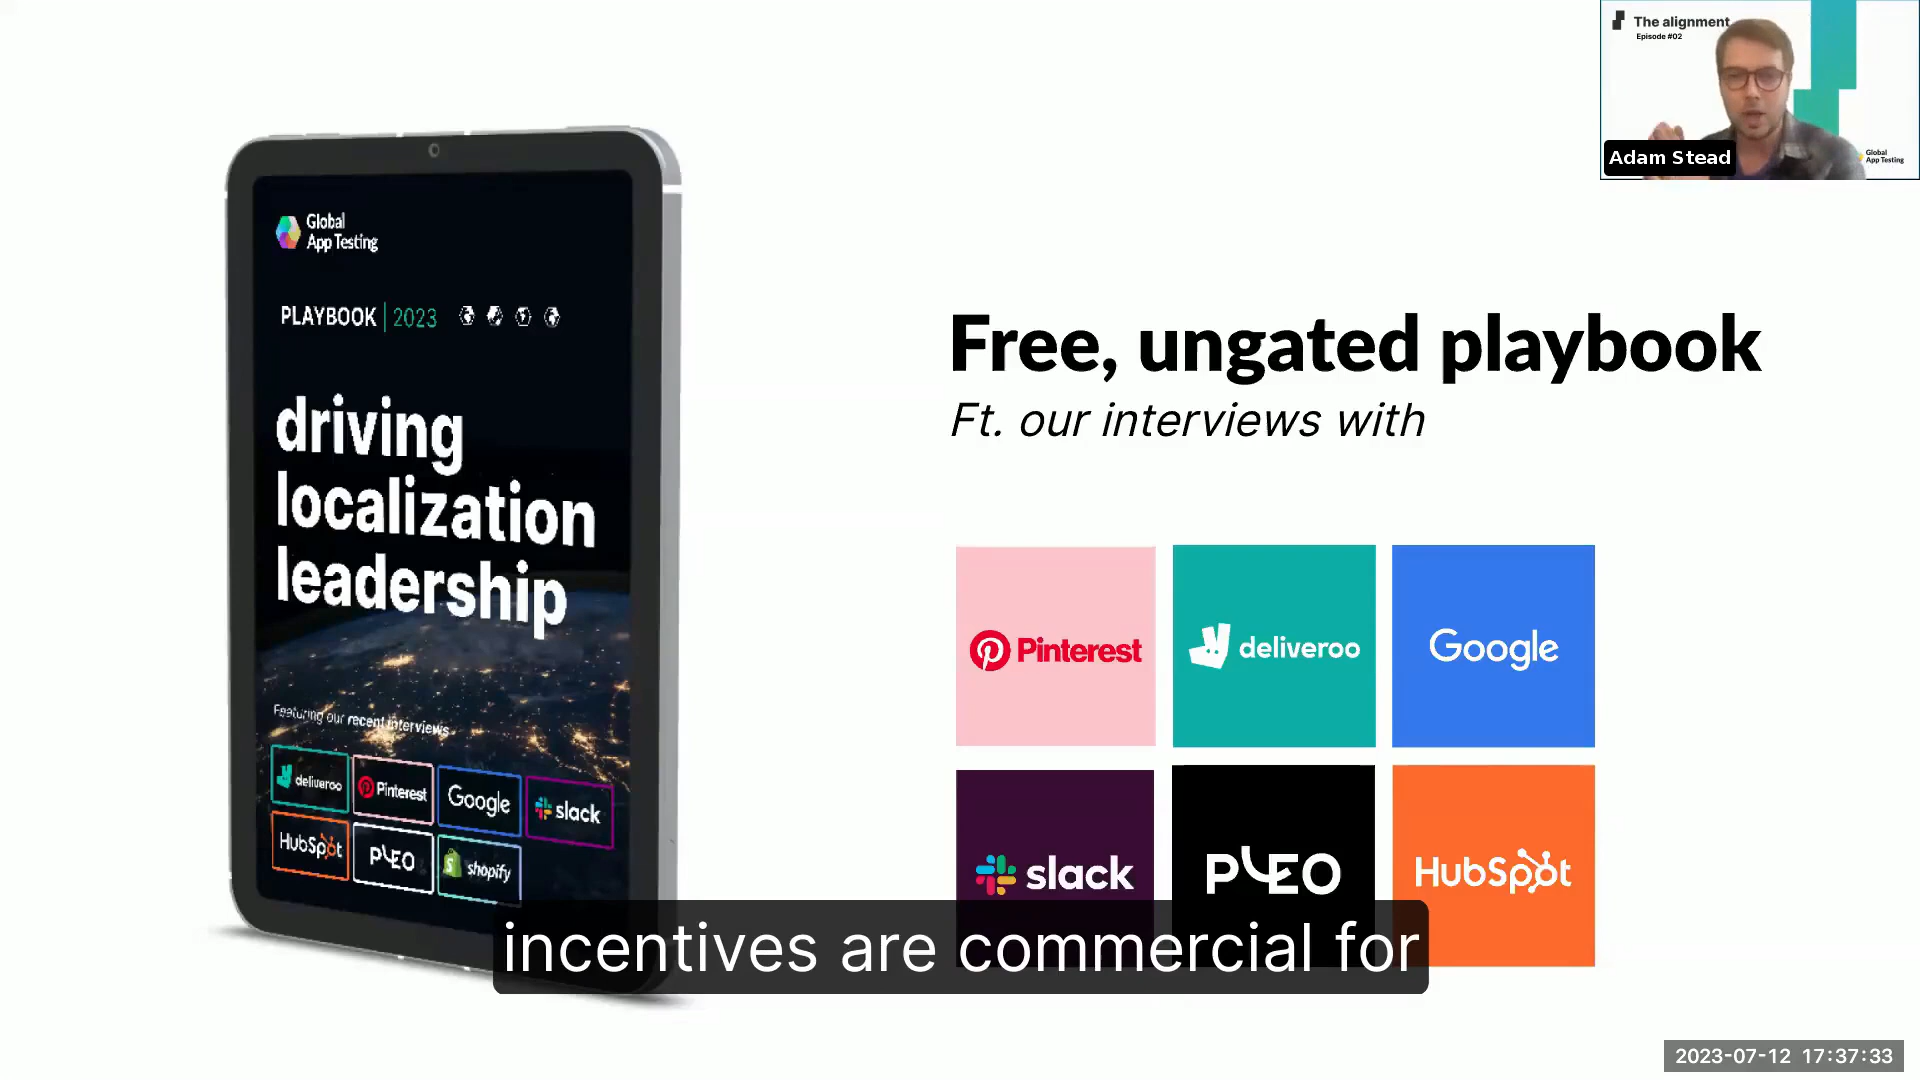 Global
App Testing
PLAYBOOK | 2023
driving
localization
leadership
Featuring our recent interviews
deliveroo
Pinterest
Google
slack
HubSpot
PLEO
shopify
Free, ungated playbook
Ft. our interviews with
Pinterest
deliveroo
Google
slack
PLEO
HubSpot
incentives are commercial for
The alignment
Episode #02
Adam Stead
Global
App Testing
2023-07-12 17:37:33